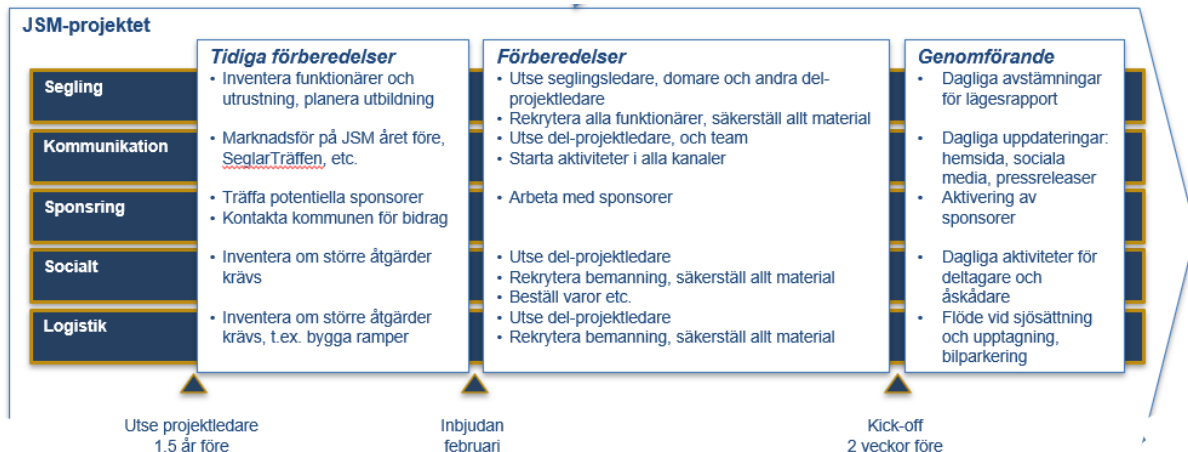 JSM-projektet
Segling
Kommunikation
Sponsring
Socialt
Logistik
Tidiga förberedelser
• Inventera funktionärer och
utrustning, planera utbildning
• Marknadsför på JSM året före,
SeglarTräffen, etc.
• Träffa potentiella sponsorer
• Kontakta kommunen för bidrag
• Inventera om större åtgärder
krävs
• Inventera om större åtgärder
krävs, t.ex. bygga ramper
Förberedelser
• Utse seglingsledare, domare och andra del-
projektledare
• Rekrytera alla funktionärer, säkerställ allt material
• Utse del-projektledare, och team
• Starta aktiviteter i alla kanaler
• Arbeta med sponsorer
• Utse del-projektledare
• Rekrytera bemanning, säkerställ allt material
• Beställ varor etc.
• Utse del-projektledare
• Rekrytera bemanning, säkerställ allt material
Genomförande
• Dagliga avstämningar
för lägesrapport
• Dagliga uppdateringar:
hemsida, sociala
media, pressreleaser
• Aktivering av
sponsorer
• Dagliga aktiviteter för
deltagare och
åskådare
• Flöde vid sjösättning
och upptagning,
bilparkering
Utse projektledare
1,5 år före
Inbjudan
februari
Kick-off
2 veckor före